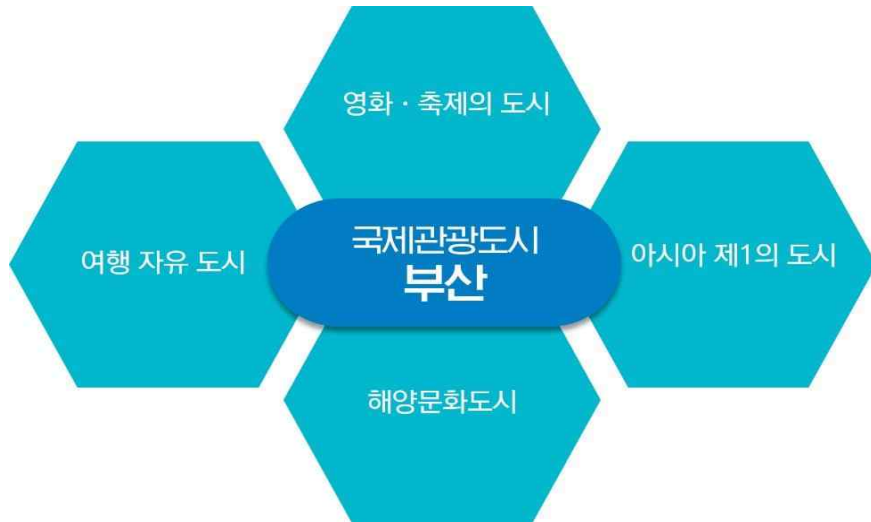 영화 · 축제의 도시
여행 자유 도시
국제관광도시
부산
아시아 제1의 도시
해양문화도시